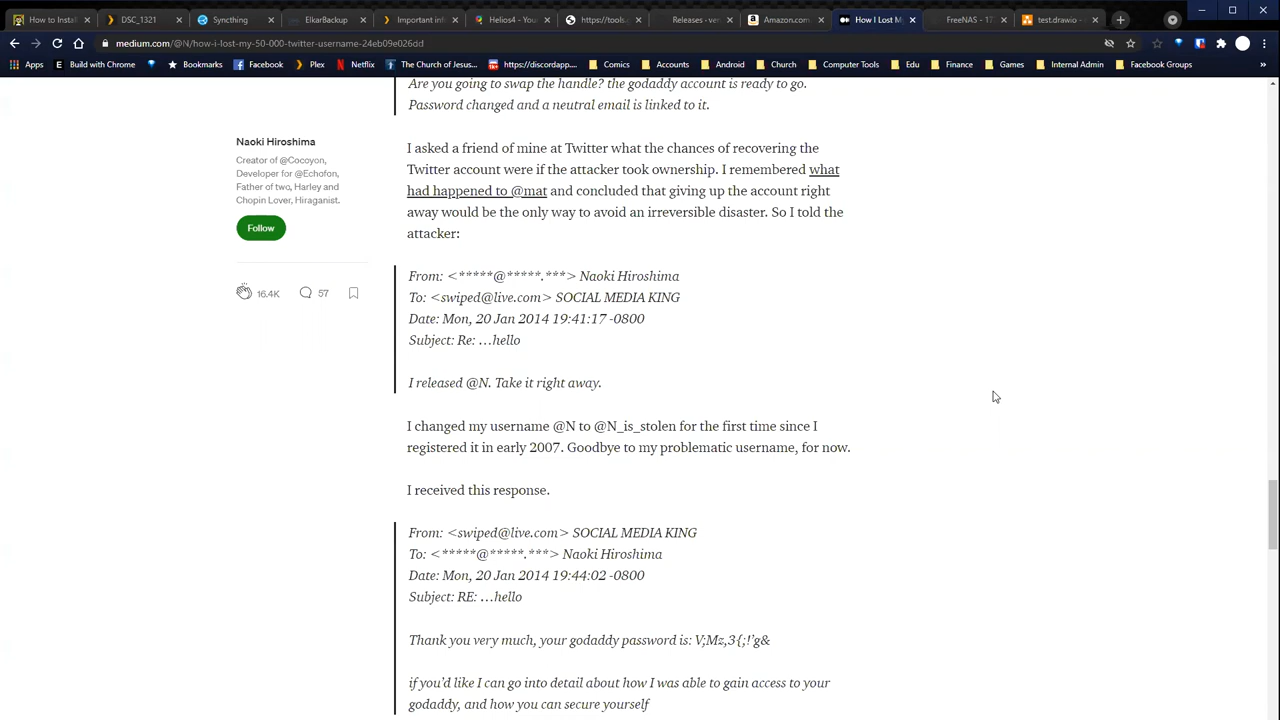 How to Install
DSC_1321
Syncthing
ElkarBackup
Important info
Helios4 - You
https://tools.
Releases - ver
Amazon.com
How I Lost My
FreeNAS - 17
test.drawio
medium.com/@N/how-i-lost-my-50-000-twitter-username-24eb09e026dd
Apps
Build with Chrome
Bookmarks
Facebook
Plex
Netflix
The Church of Jesus...
https://discordapp...
Comics
Accounts
Android
Church
Computer Tools
Edu
Finance
Games
Internal Admin
Facebook Groups
Are you going to swap the handle? the godaddy account is ready to go.
Password changed and a neutral email is linked to it.
Naoki Hiroshima
Creator of @Cocoyon,
Developer for @Echofon,
Father of two, Harley and
Chopin Lover, Hiraganist.
Follow
16.4K
57
I asked a friend of mine at Twitter what the chances of recovering the
Twitter account were if the attacker took ownership. I remembered what
had happened to @mat and concluded that giving up the account right
away would be the only way to avoid an irreversible disaster. So I told the
attacker:
From: <*****@*****.***> Naoki Hiroshima
To: <swiped@live.com> SOCIAL MEDIA KING
Date: Mon, 20 Jan 2014 19:41:17 -0800
Subject: Re: …hello
I released @N. Take it right away.
I changed my username @N to @N_is_stolen for the first time since I
registered it in early 2007. Goodbye to my problematic username, for now.
I received this response.
From: <swiped@live.com> SOCIAL MEDIA KING
To: <*****@*****.***> Naoki Hiroshima
Date: Mon, 20 Jan 2014 19:44:02 -0800
Subject: RE: …hello
Thank you very much, your godaddy password is: V;Mz,3{;!'g&
if you'd like I can go into detail about how I was able to gain access to your
godaddy, and how you can secure yourself